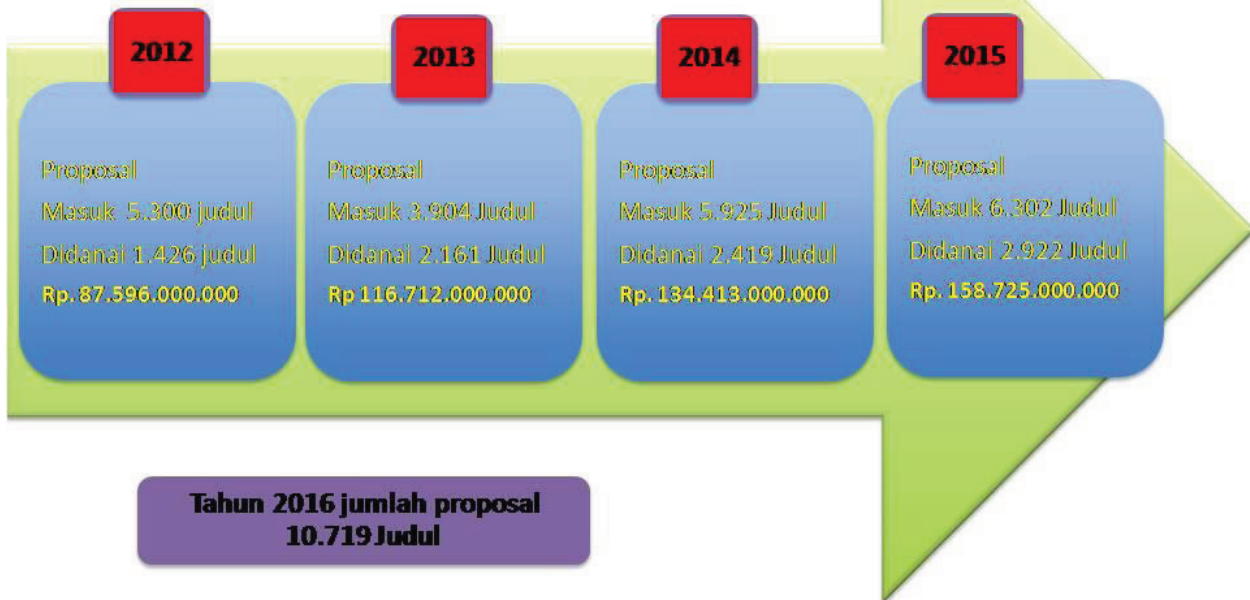 2012
Proposal
Masuk 5.300 judul
Didanai 1.426 judul
Rp. 87.596.000.000
2013
Proposal
Masuk 3.904 Judul
Didanai 2.161 Judul
Rp 116.712.000.000
2014
Proposal
Masuk 5.925 Judul
Didanai 2.419 Judul
Rp. 134.413.000.000
2015
Proposal
Masuk 6.302 Judul
Didanai 2.922 Judul
Rp. 158.725.000.000
Tahun 2016 jumlah proposal
10.719 Judul